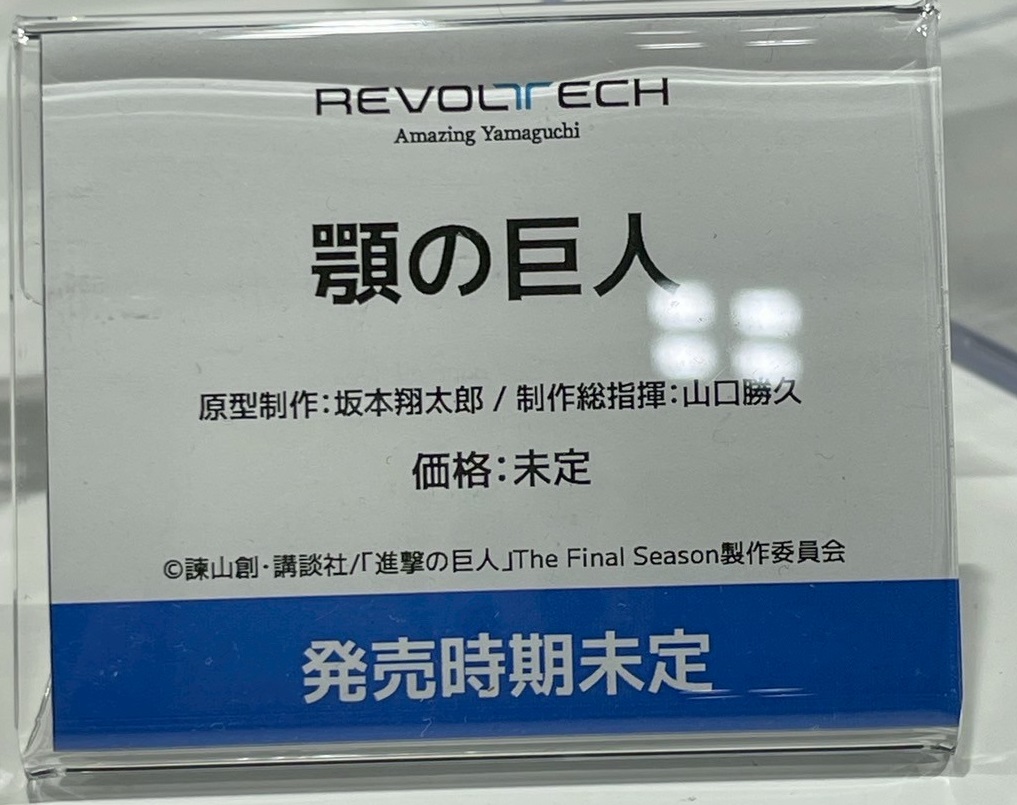 REVOLTECH
Amazing Yamaguchi
顎の巨人
原型制作：坂本翔太郎 / 制作総指揮：山口勝久
価格：未定
©諫山創・講談社/「進撃の巨人」The Final Season製作委員会
発売時期未定